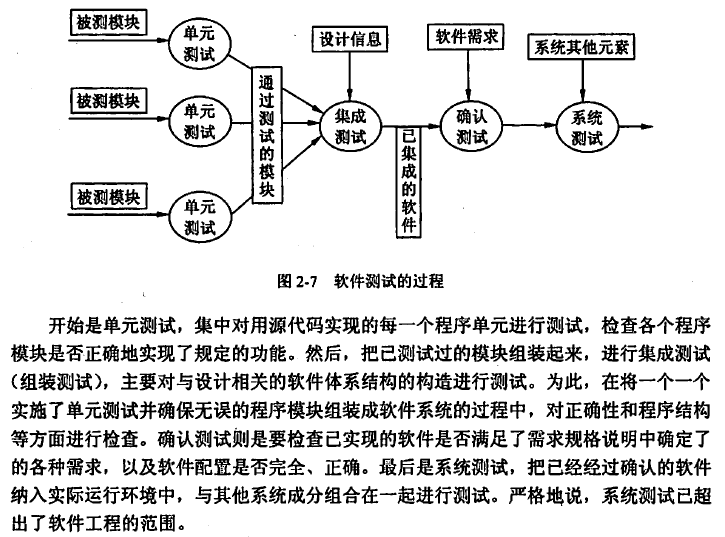 被测模块
单元
测试
被测模块
单元
测试
被测模块
单元
测试
通过测试的模块
设计信息
集成
测试
已集成的软件
软件需求
确认
测试
系统其他元素
系统
测试
图 2-7 软件测试的过程
开始是单元测试，集中对用源代码实现的每一个程序单元进行测试，检查各个程序
模块是否正确地实现了规定的功能。然后，把已测试过的模块组装起来，进行集成测试
（组装测试），主要对与设计相关的软件体系结构的构造进行测试。为此，在将一个一个
实施了单元测试并确保无误的程序模块组装成软件系统的过程中，对正确性和程序结构
等方面进行检查。确认测试则是要检查已实现的软件是否满足了需求规格说明中确定了
的各种需求，以及软件配置是否完全、正确。最后是系统测试，把已经经过确认的软件
纳入实际运行环境中，与其他系统成分组合在一起进行测试。严格地说，系统测试已超
出了软件工程的范围。